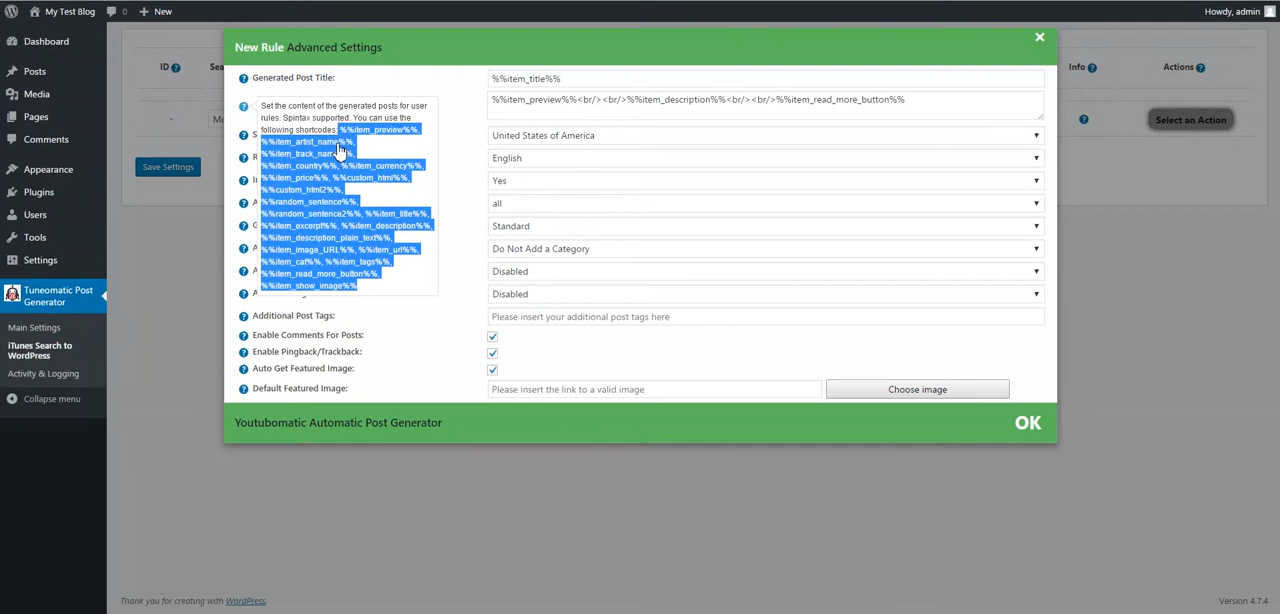 My Test Blog 0 New Howdy, admin
Dashboard
Posts
Media
Pages
Comments
Appearance
Plugins
Users
Tools
Settings
Tuneomatic Post
Generator
Main Settings
iTunes Search to
WordPress
Activity & Logging
Collapse menu
ID
Info
Actions
-
Select an Action
Save Settings
New Rule Advanced Settings
Generated Post Title: %%item_title%%
%%item_preview%%<br/><br/>%%item_description%%<br/><br/>%%item_read_more_button%%
Set the content of the generated posts for user
rules. Spintax supported. You can use the
following shortcodes: %%item_preview%%,
%%item_artist_name%%,
%%item_track_name%%,
%%item_country%%, %%item_currency%%,
%%item_price%%, %%custom_html%%,
%%custom_html2%%,
%%random_sentence%%,
%%random_sentence2%%, %%item_title%%,
%%item_excerpt%%, %%item_description%%,
%%item_description_plain_text%%,
%%item_image_URL%%, %%item_url%%,
%%item_cat%%, %%item_tags%%,
%%item_read_more_button%%,
%%item_show_image%%
United States of America
English
Yes
all
Standard
Do Not Add a Category
Disabled
Disabled
Additional Post Tags: Please insert your additional post tags here
Enable Comments For Posts:
Enable Pingback/Trackback:
Auto Get Featured Image:
Default Featured Image: Please insert the link to a valid image Choose image
Youtubomatic Automatic Post Generator OK
Thank you for creating with WordPress. Version 4.7.4